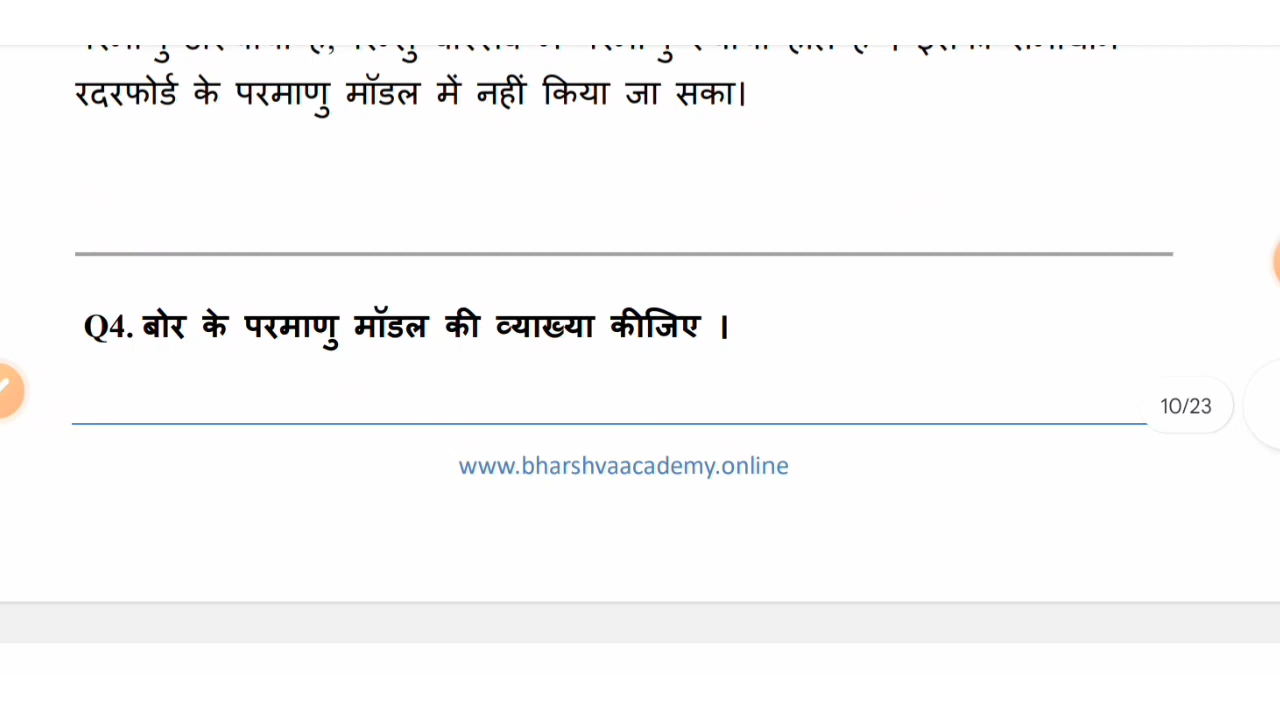 रदरफोर्ड के परमाणु मॉडल में नहीं किया जा सका।
Q4. बोर के परमाणु मॉडल की व्याख्या कीजिए ।
10/23
www.bharshvaacademy.online